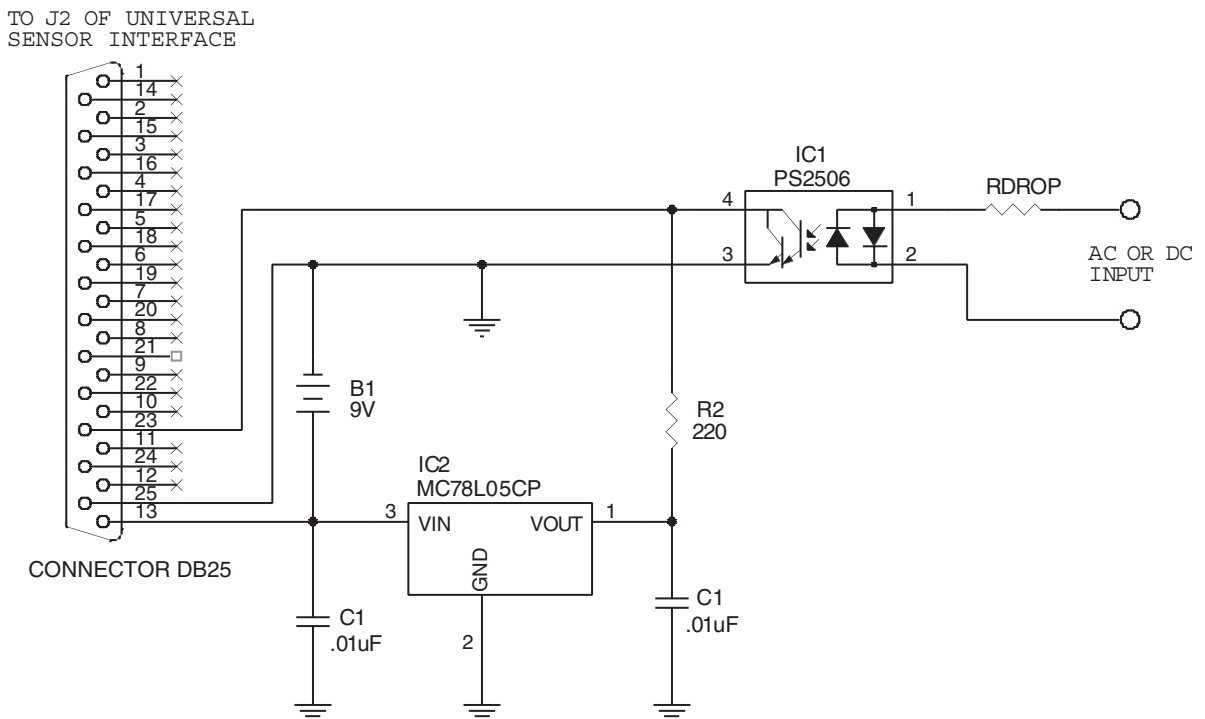 TO J2 OF UNIVERSAL
SENSOR INTERFACE
1
14
2
15
3
16
4
17
5
18
6
19
7
20
8
21
9
22
10
23
11
24
12
25
13
CONNECTOR DB25
B1
9V
IC2
MC78L05CP
3
VIN
VOUT
1
GND
2
C1
.01uF
C1
.01uF
R2
220
IC1
PS2506
4
3
1
2
RDROP
AC OR DC
INPUT